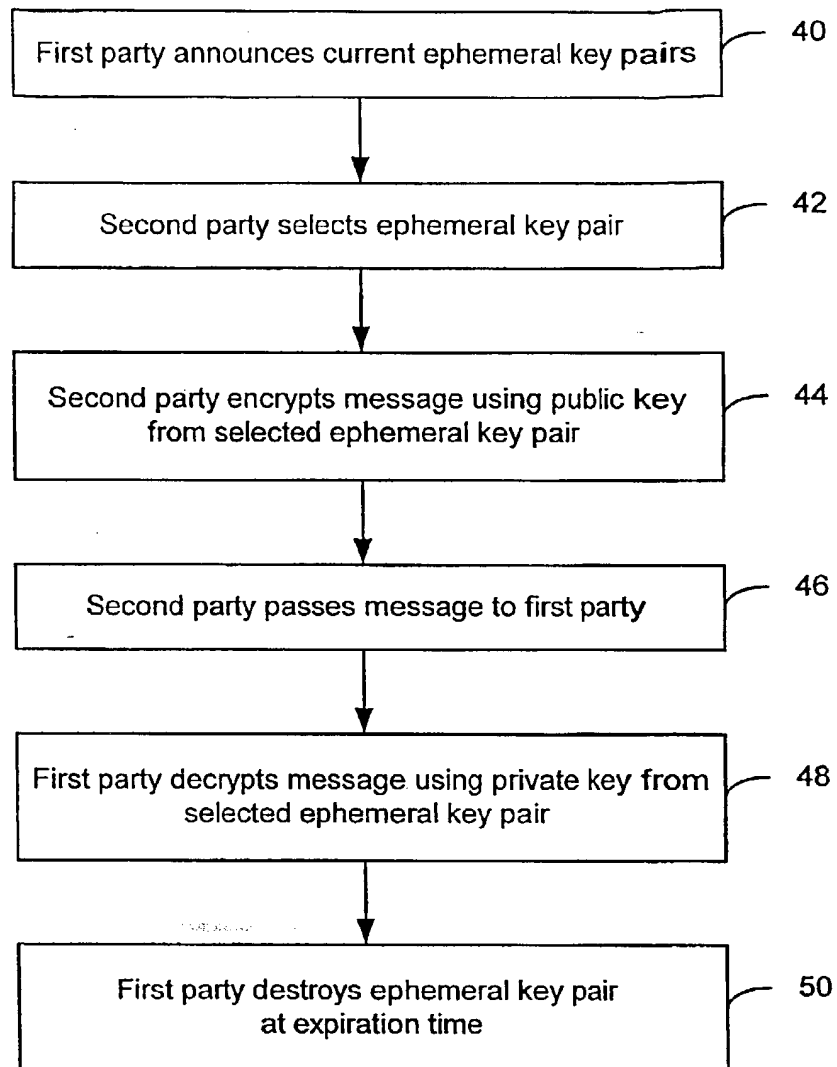 First party announces current ephemeral key pairs
40
Second party selects ephemeral key pair
42
Second party encrypts message using public key
from selected ephemeral key pair
44
Second party passes message to first party
46
First party decrypts message using private key from
selected ephemeral key pair
48
First party destroys ephemeral key pair
at expiration time
50